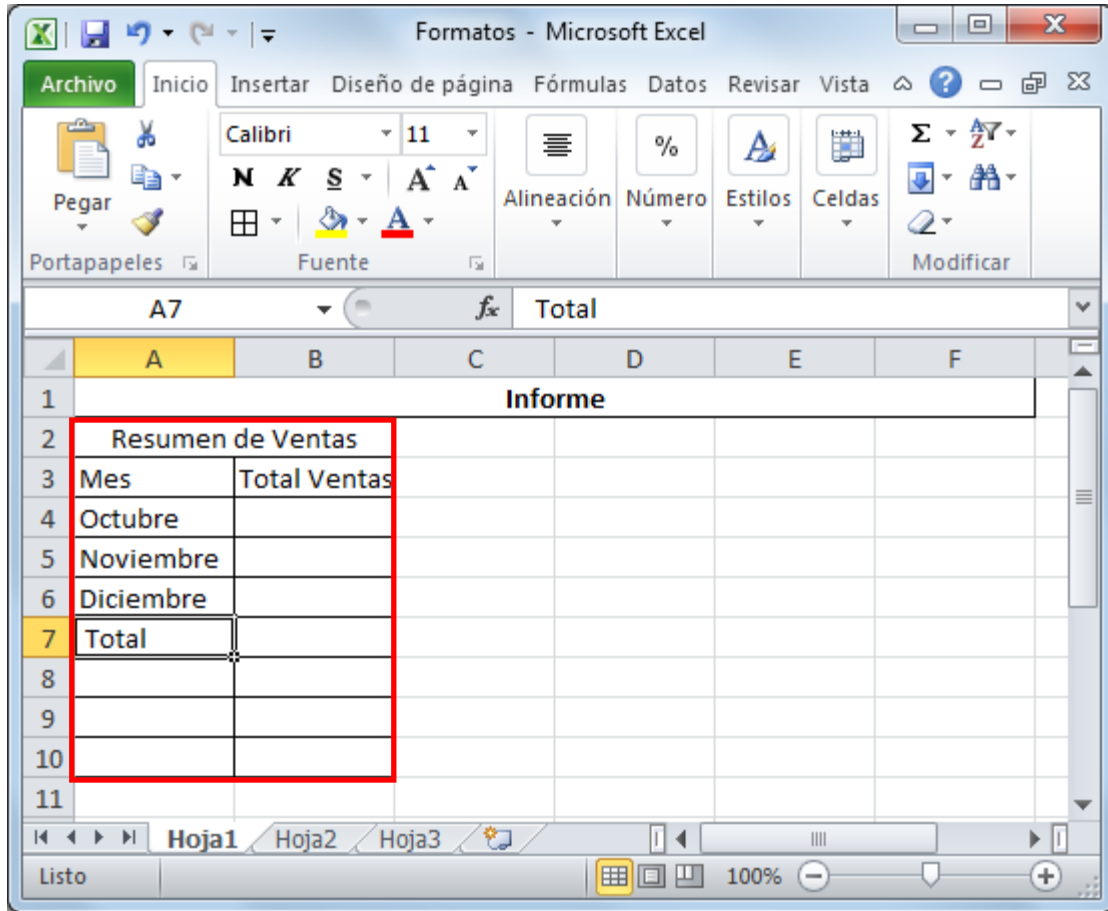 Formatos - Microsoft Excel
Archivo Inicio Insertar Diseño de página Fórmulas Datos Revisar Vista
Calibri 11
N K S A A
% A Σ A Z
Pegar
A
Alineación Número Estilos Celdas
Portapapeles Fuente Modificar
A7 fx Total
A B C D E F
1 Informe
2 Resumen de Ventas
3 Mes Total Ventas
4 Octubre
5 Noviembre
6 Diciembre
7 Total
8
9
10
11
Hoja1 Hoja2 Hoja3
Listo 100%